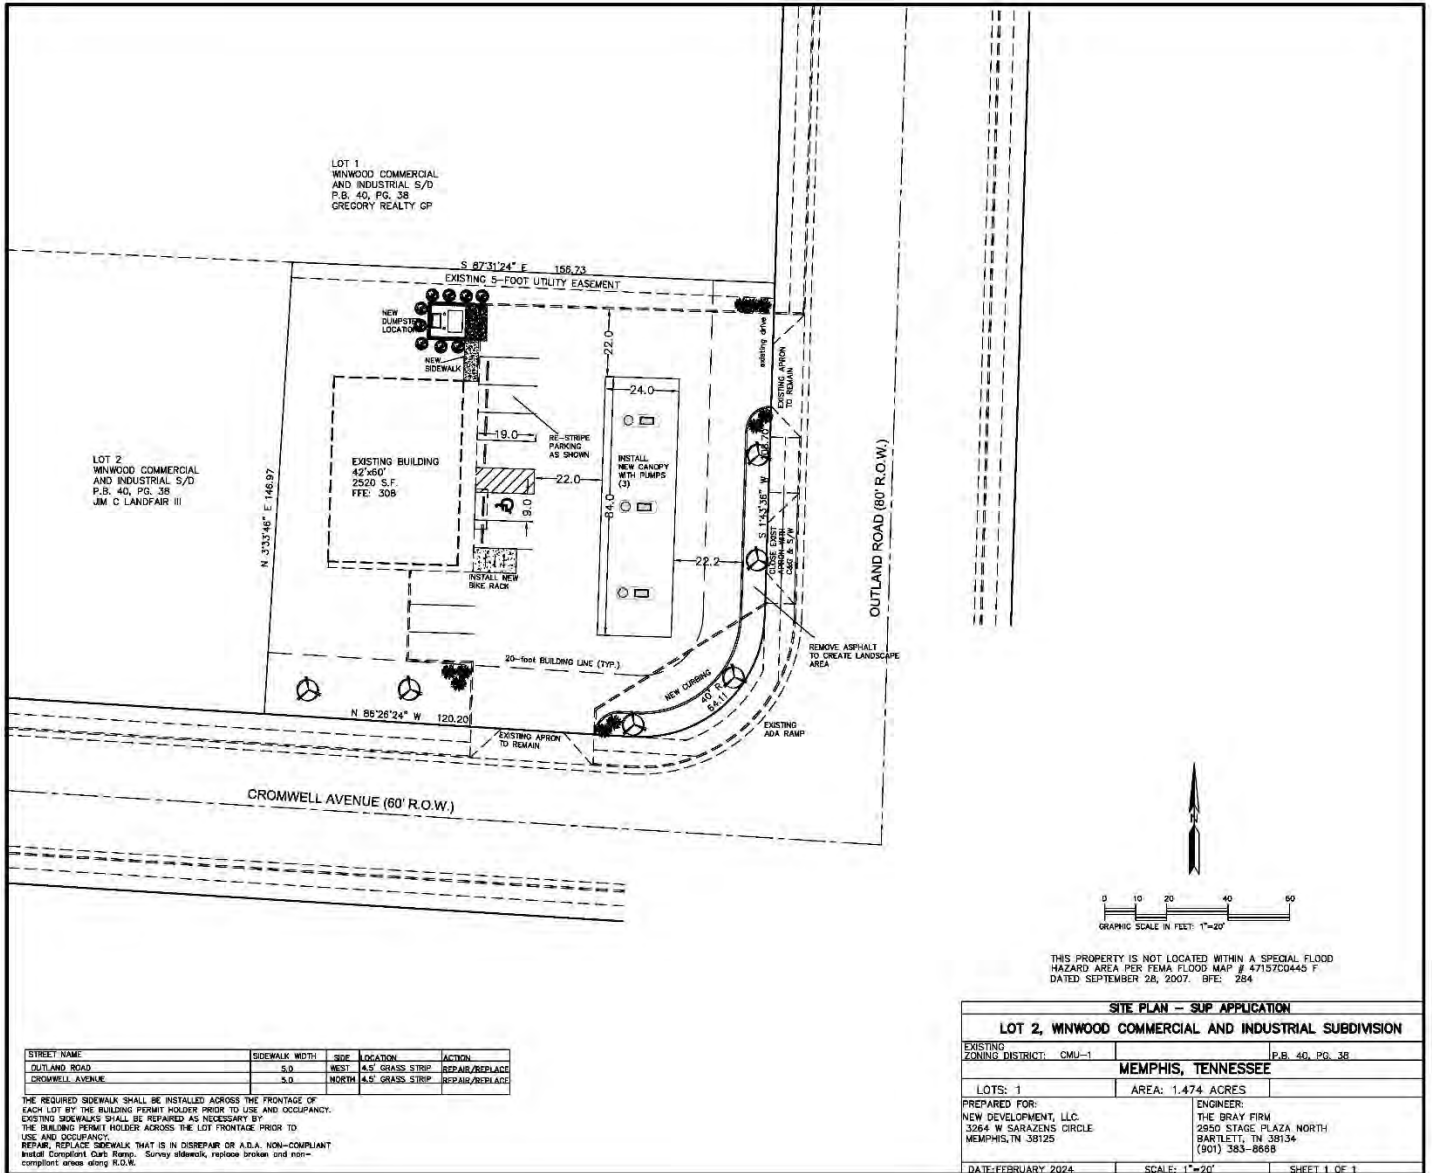 LOT 1
WINWOOD COMMERCIAL
AND INDUSTRIAL S/D
P.B. 40, PG. 38
GREGORY REALTY GP
S 87°31'24" E 156.73
EXISTING 5-FOOT UTILITY EASEMENT
NEW
DUMPSTER
LOCATION
NEW
SIDEWALK
22.0
24.0
existing drive
EXISTING APRON
TO REMAIN
19.0
RE-STRIPE
PARKING
AS SHOWN
INSTALL
NEW CANOPY
WITH PUMPS
(3)
LOT 2
WINWOOD COMMERCIAL
AND INDUSTRIAL S/D
P.B. 40, PG. 38
JIM C LANDFAIR III
N 3°33'46" E 146.97
EXISTING BUILDING
42'x60'
2520 S.F.
FFE: 308
22.0
9.0
84.0
S 1°43'36" W
CLOSE EXIST
APRON WITH
C&G & S/W
22.2
OUTLAND ROAD (80' R.O.W.)
INSTALL NEW
BIKE RACK
REMOVE ASPHALT
TO CREATE LANDSCAPE
AREA
20-foot BUILDING LINE (TYP.)
NEW CURBING
40' R
64.11
N 86°26'24" W 120.20
EXISTING APRON
TO REMAIN
EXISTING
ADA RAMP
CROMWELL AVENUE (60' R.O.W.)
N
0 10 20 40 60
GRAPHIC SCALE IN FEET: 1"=20'
THIS PROPERTY IS NOT LOCATED WITHIN A SPECIAL FLOOD
HAZARD AREA PER FEMA FLOOD MAP # 47157C0445 F
DATED SEPTEMBER 28, 2007. BFE: 284
SITE PLAN - SUP APPLICATION
LOT 2, WINWOOD COMMERCIAL AND INDUSTRIAL SUBDIVISION
EXISTING
ZONING DISTRICT: CMU-1 P.B. 40, PG. 38
MEMPHIS, TENNESSEE
LOTS: 1 AREA: 1.474 ACRES
PREPARED FOR:
NEW DEVELOPMENT, LLC.
3264 W SARAZENS CIRCLE
MEMPHIS,TN 38125
ENGINEER:
THE BRAY FIRM
2950 STAGE PLAZA NORTH
BARTLETT, TN 38134
(901) 383-8668
DATE:FEBRUARY 2024 SCALE: 1"=20' SHEET 1 OF 1
STREET NAME SIDEWALK WIDTH SIDE LOCATION ACTION
OUTLAND ROAD 5.0 WEST 4.5' GRASS STRIP REPAIR/REPLACE
CROMWELL AVENUE 5.0 NORTH 4.5' GRASS STRIP REPAIR/REPLACE
THE REQUIRED SIDEWALK SHALL BE INSTALLED ACROSS THE FRONTAGE OF
EACH LOT BY THE BUILDING PERMIT HOLDER PRIOR TO USE AND OCCUPANCY.
EXISTING SIDEWALKS SHALL BE REPAIRED AS NECESSARY BY
THE BUILDING PERMIT HOLDER ACROSS THE LOT FRONTAGE PRIOR TO
USE AND OCCUPANCY.
REPAIR, REPLACE SIDEWALK THAT IS IN DISREPAIR OR A.D.A. NON-COMPLIANT
Install Compliant Curb Ramp. Survey sidewalk, replace broken and non-
compliant areas along R.O.W.